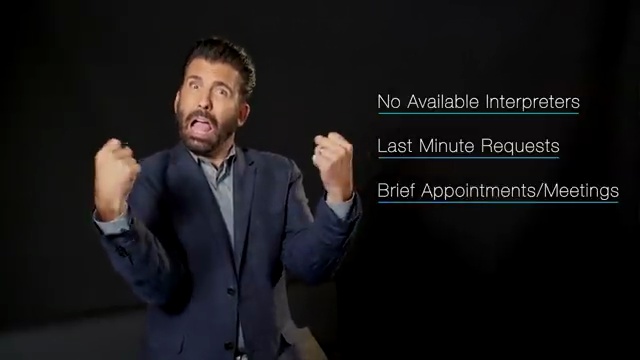 No Available Interpreters
Last Minute Requests
Brief Appointments/Meetings